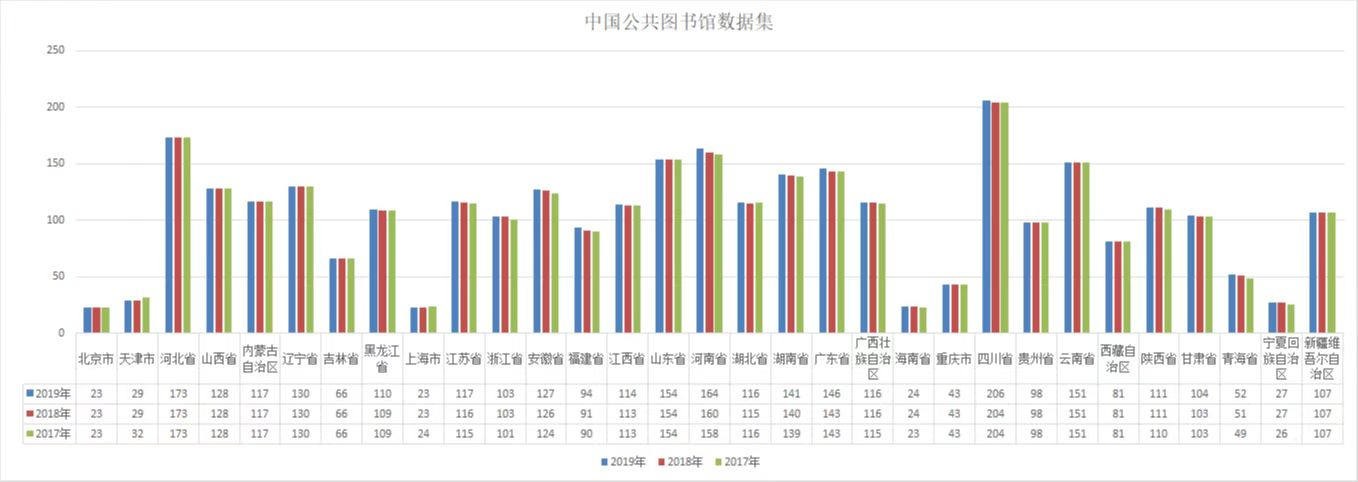 中国公共图书馆数据集
250
200
150
100
50
0
北京市 天津市 河北省 山西省 内蒙古自治区 辽宁省 吉林省 黑龙江省 上海市 江苏省 浙江省 安徽省 福建省 江西省 山东省 河南省 湖北省 湖南省 广东省 广西壮族自治区 海南省 重庆市 四川省 贵州省 云南省 西藏自治区 陕西省 甘肃省 青海省 宁夏回族自治区 新疆维吾尔自治区
2019年 23 29 173 128 117 130 66 110 23 117 103 127 94 114 154 164 116 141 146 116 24 43 206 98 151 81 111 104 52 27 107
2018年 23 29 173 128 117 130 66 109 23 116 103 126 91 113 154 160 115 140 143 116 24 43 204 98 151 81 111 103 51 27 107
2017年 23 32 173 128 117 130 66 109 24 115 101 124 90 113 154 158 116 139 143 115 23 43 204 98 151 81 110 103 49 26 107
2019年 2018年 2017年